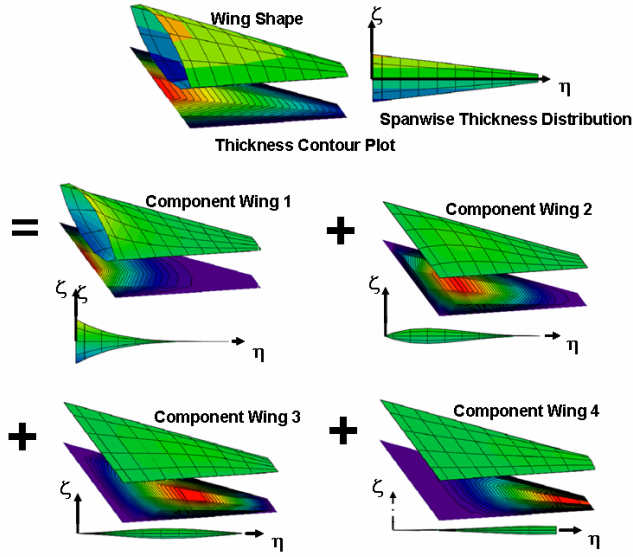 Wing Shape
ζ
η
Spanwise Thickness Distribution
Thickness Contour Plot
=
Component Wing 1
+
Component Wing 2
ζ ζ
η
ζ
η
+
Component Wing 3
+
Component Wing 4
ζ
η
ζ
η